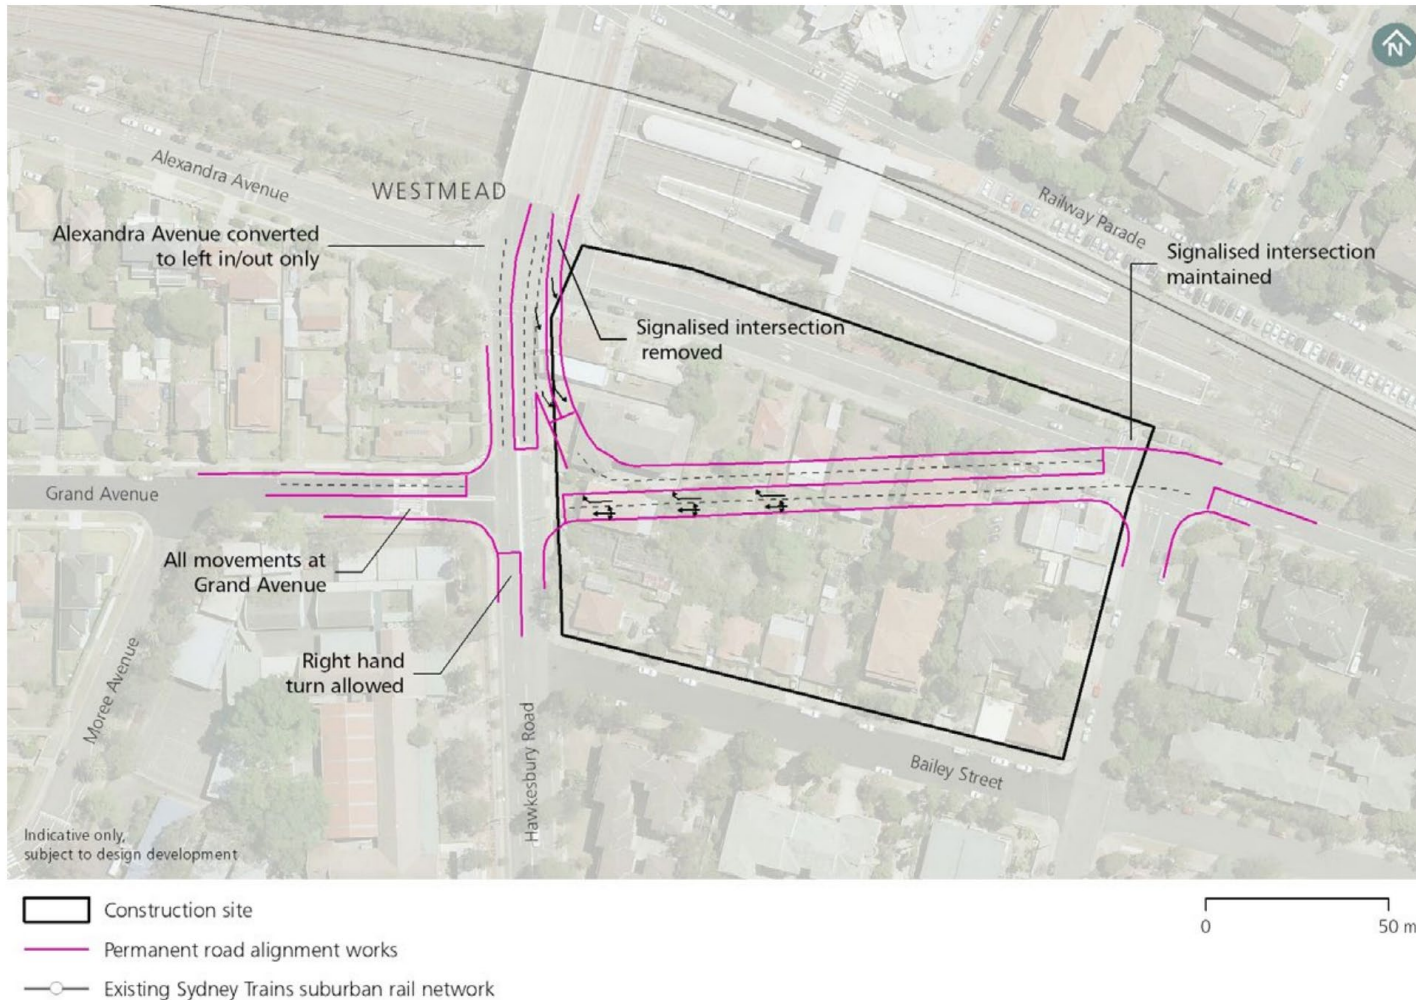 N
Alexandra Avenue
WESTMEAD
Railway Parade
Alexandra Avenue converted
to left in/out only
Signalised intersection
maintained
Signalised intersection
removed
Grand Avenue
All movements at
Grand Avenue
Right hand
turn allowed
Moree Avenue
Hawkesbury Road
Bailey Street
Indicative only,
subject to design development
Construction site
0
50 m
Permanent road alignment works
Existing Sydney Trains suburban rail network